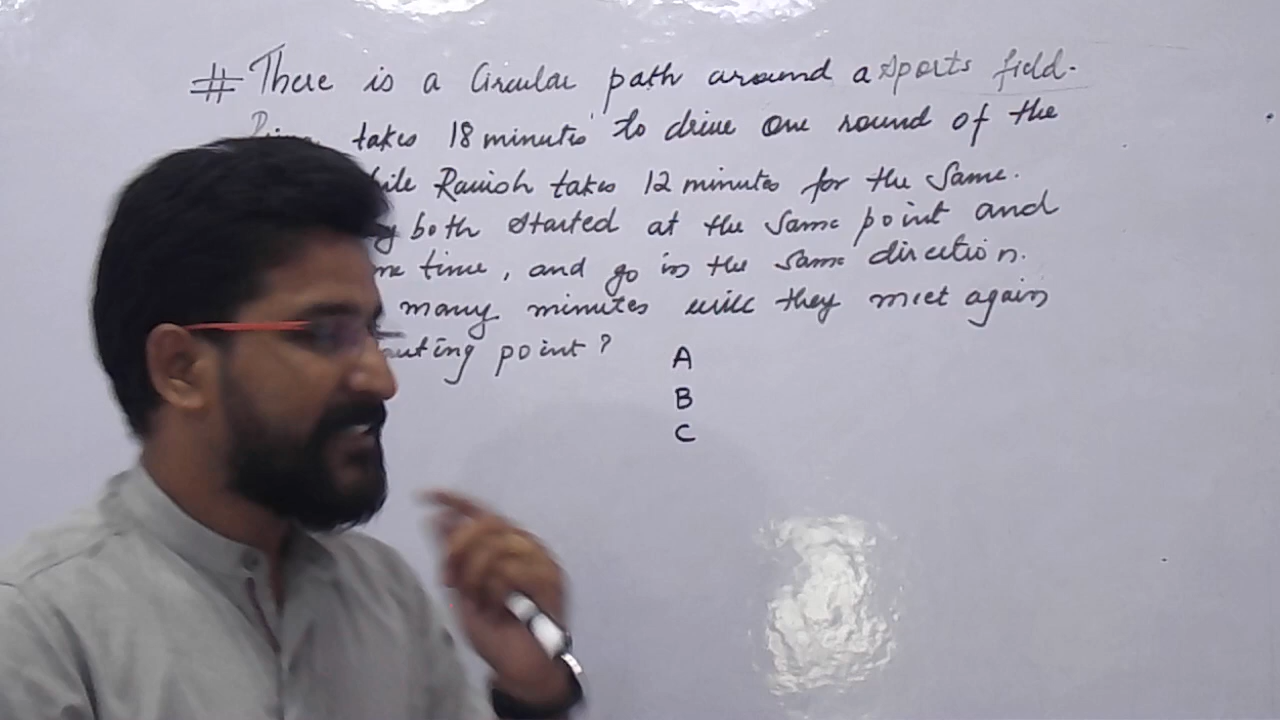 # There is a Circular path around a sports field.
takes 18 minutes to drive one round of the
Ravish takes 12 minutes for the same.
both started at the same point and
time, and go in the same direction.
many minutes will they meet again
point?
A
B
C